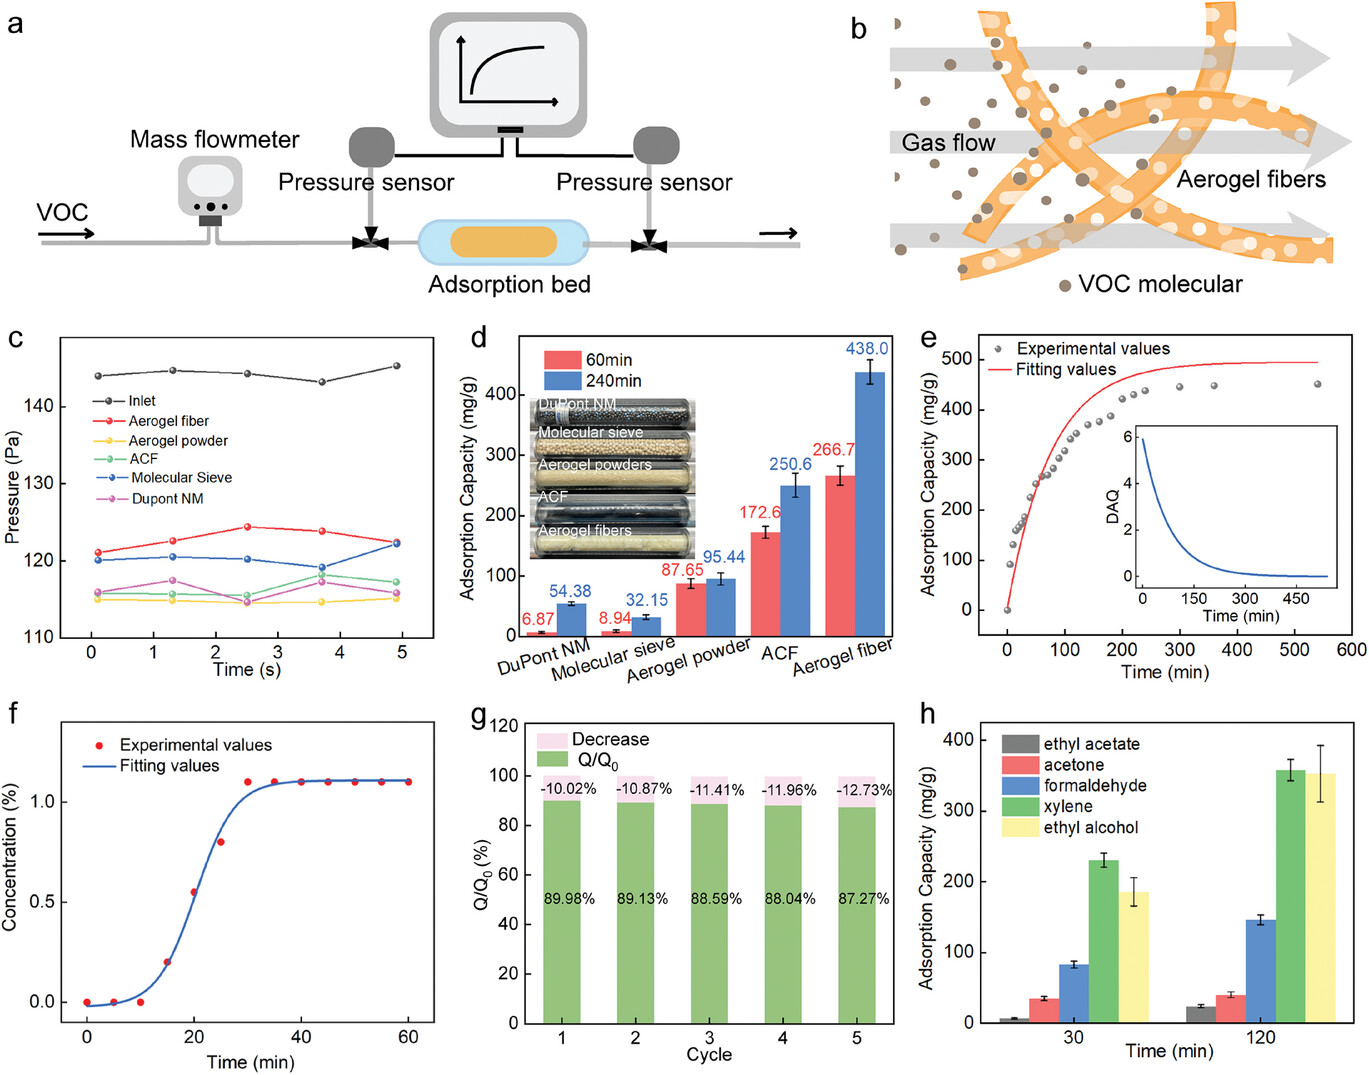 a
Mass flowmeter
VOC
Pressure sensor
Pressure sensor
Adsorption bed
b
Gas flow
Aerogel fibers
VOC molecular
c
Pressure (Pa)
140
130
120
110
Inlet
Aerogel fiber
Aerogel powder
ACF
Molecular Sieve
Dupont NM
0 1 2 3 4 5
Time (s)
d
Adsorption Capacity (mg/g)
400
300
200
100
0
60min
240min
DuPont NM
Molecular sieve
Aerogel powders
ACF
Aerogel fibers
6.87
54.38
8.94
32.15
87.65
95.44
172.6
250.6
266.7
438.0
DuPont NM
Molecular sieve
Aerogel powder
ACF
Aerogel fiber
e
Adsorption Capacity (mg/g)
500
400
300
200
100
0
Experimental values
Fitting values
DAQ
6
4
2
0
0 150 300 450
Time (min)
0 100 200 300 400 500 600
Time (min)
f
Concentration (%)
1.0
0.5
0.0
Experimental values
Fitting values
0 20 40 60
Time (min)
g
Q/Q0 (%)
120
100
80
60
40
20
0
Decrease
Q/Q0
-10.02% -10.87% -11.41% -11.96% -12.73%
89.98% 89.13% 88.59% 88.04% 87.27%
1 2 3 4 5
Cycle
h
Adsorption Capacity (mg/g)
400
300
200
100
0
ethyl acetate
acetone
formaldehyde
xylene
ethyl alcohol
30 120
Time (min)